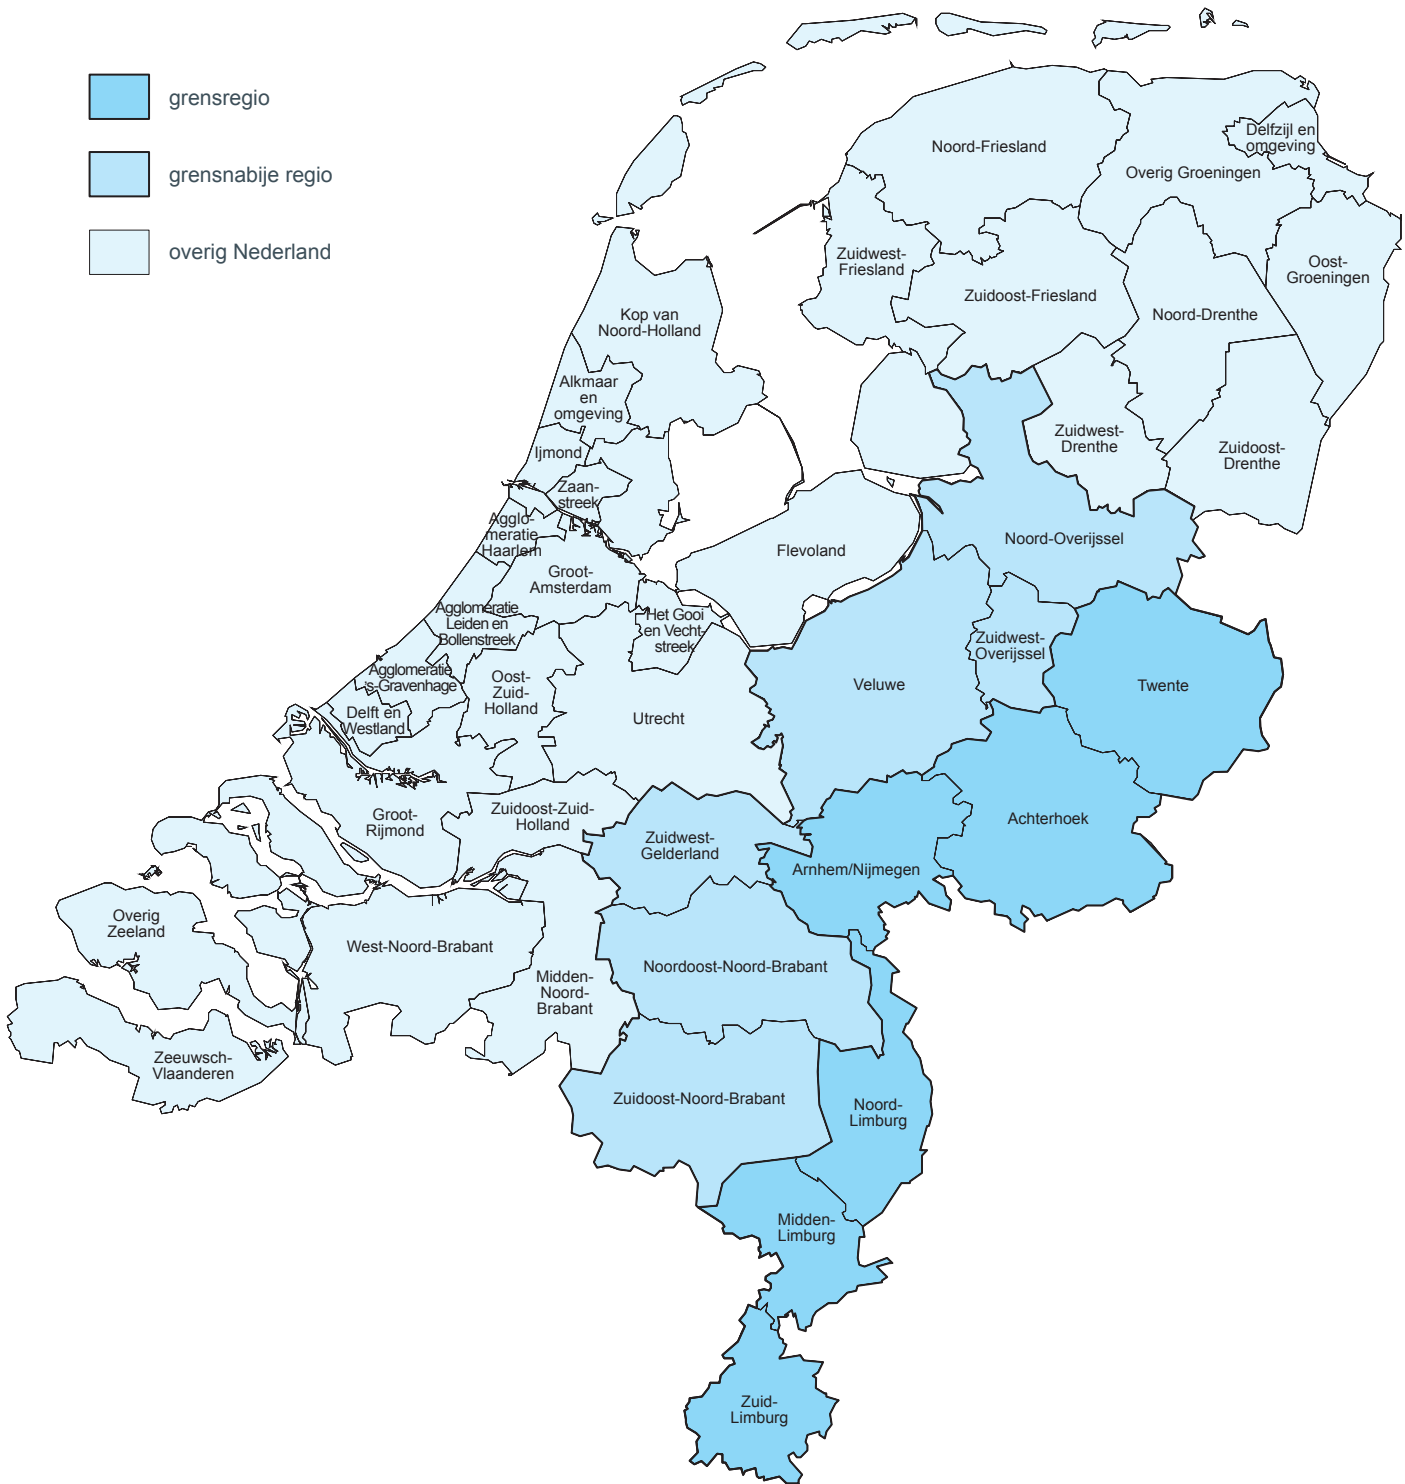 grensregio
grensnabije regio
overig Nederland
Noord-Friesland
Delfzijl en
omgeving
Overig Groeningen
Zuidwest-
Friesland
Oost-
Groeningen
Zuidoost-Friesland
Noord-Drenthe
Kop van
Noord-Holland
Alkmaar
en
omgeving
Zuidwest-
Drenthe
Zuidoost-
Drenthe
Ijmond
Zaan-
streek
Agglo-
meratie
Haarlem
Noord-Overijssel
Flevoland
Groot-
Amsterdam
Agglomeratie
Leiden en
Bollenstreek
Het Gooi
en Vecht-
streek
Zuidwest-
Overijssel
Agglomeratie
's-Gravenhage
Oost-
Zuid-
Holland
Veluwe
Twente
Delft en
Westland
Utrecht
Groot-
Rijmond
Zuidoost-Zuid-
Holland
Achterhoek
Zuidwest-
Gelderland
Arnhem/Nijmegen
Overig
Zeeland
West-Noord-Brabant
Noordoost-Noord-Brabant
Midden-
Noord-
Brabant
Zeeuwsch-
Vlaanderen
Zuidoost-Noord-Brabant
Noord-
Limburg
Midden-
Limburg
Zuid-
Limburg